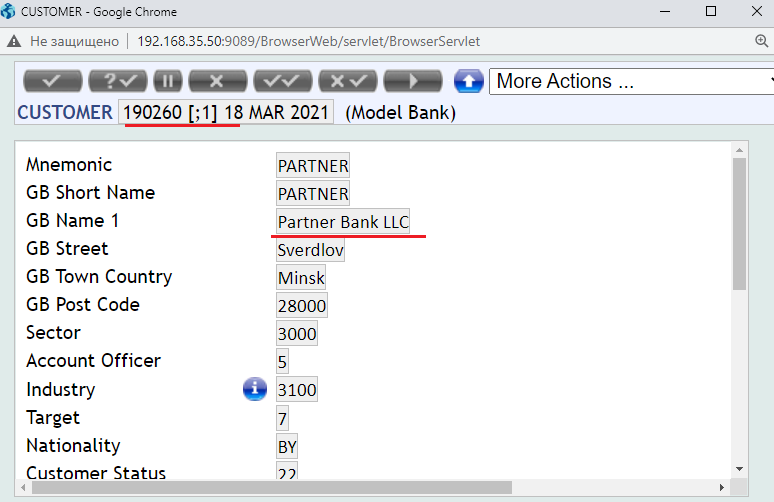 CUSTOMER - Google Chrome
Не защищено 192.168.35.50:9089/BrowserWeb/servlet/BrowserServlet
More Actions ...
CUSTOMER 190260 [;1] 18 MAR 2021 (Model Bank)
Mnemonic PARTNER
GB Short Name PARTNER
GB Name 1 Partner Bank LLC
GB Street Sverdlov
GB Town Country Minsk
GB Post Code 28000
Sector 3000
Account Officer 5
Industry 3100
Target 7
Nationality BY
Customer Status 22